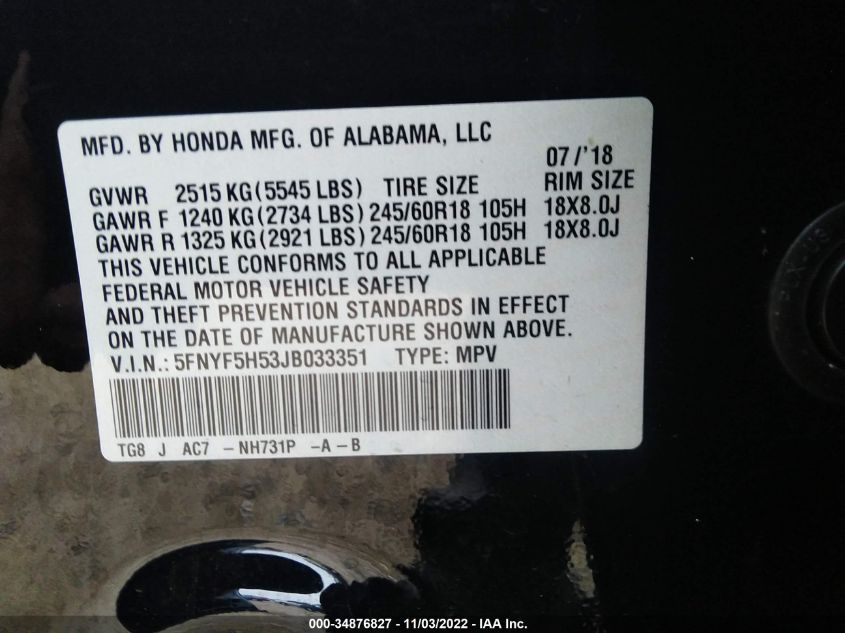 MFD. BY HONDA MFG. OF ALABAMA, LLC
07/'18
GVWR 2515 KG (5545 LBS) TIRE SIZE RIM SIZE
GAWR F 1240 KG (2734 LBS) 245/60R18 105H 18X8.0J
GAWR R 1325 KG (2921 LBS) 245/60R18 105H 18X8.0J
THIS VEHICLE CONFORMS TO ALL APPLICABLE
FEDERAL MOTOR VEHICLE SAFETY
AND THEFT PREVENTION STANDARDS IN EFFECT
ON THE DATE OF MANUFACTURE SHOWN ABOVE.
V.I.N.: 5FNYF5H53JB033351 TYPE: MPV
TG8 J AC7 -NH731P -A-B
000-34876827 - 11/03/2022 - IAA Inc.